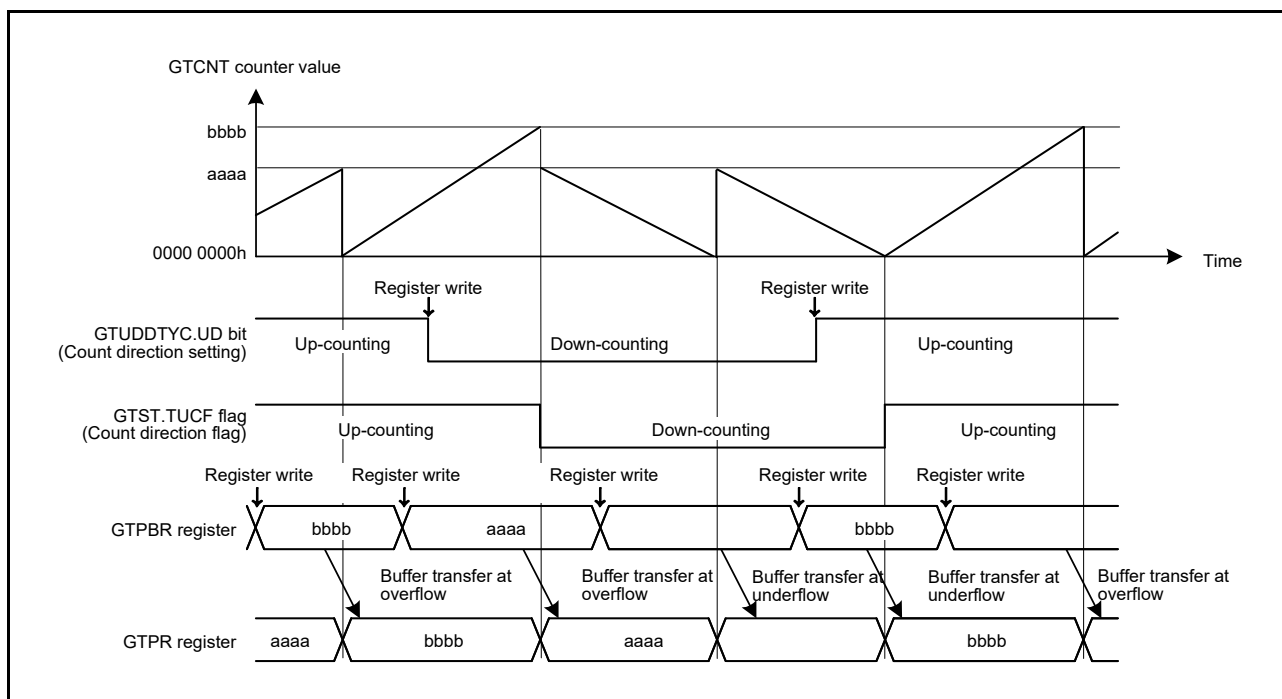 GTCNT counter value
bbbb
aaaa
0000 0000h
Time
Register write
Register write
GTUDDTYC.UD bit
(Count direction setting)
Up-counting
Down-counting
Up-counting
GTST.TUCF flag
(Count direction flag)
Up-counting
Down-counting
Up-counting
Register write
Register write
Register write
Register write
Register write
GTPBR register
bbbb
aaaa
bbbb
Buffer transfer at
overflow
Buffer transfer at
overflow
Buffer transfer at
underflow
Buffer transfer at
underflow
Buffer transfer at
overflow
GTPR register
aaaa
bbbb
aaaa
bbbb